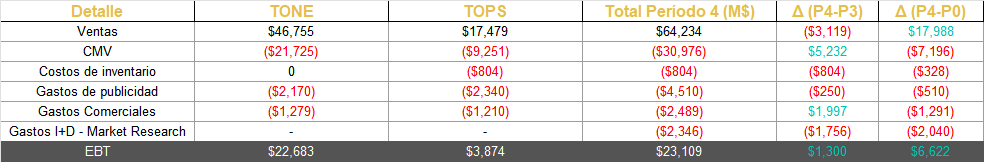 Detalle TONE TOPS Total Período 4 (M$) Δ (P4-P3) Δ (P4-P0)
Ventas $46,755 $17,479 $64,234 ($3,119) $17,988
CMV ($21,725) ($9,251) ($30,976) $5,232 ($7,196)
Costos de inventario 0 ($804) ($804) ($804) ($328)
Gastos de publicidad ($2,170) ($2,340) ($4,510) ($250) ($510)
Gastos Comerciales ($1,279) ($1,210) ($2,489) $1,997 ($1,291)
Gastos I+D - Market Research - - ($2,346) ($1,756) ($2,040)
EBT $22,683 $3,874 $23,109 $1,300 $6,622